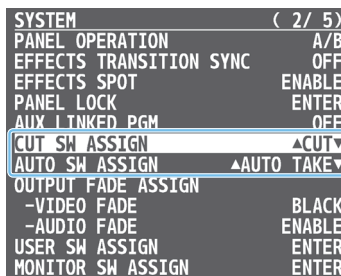 SYSTEM ( 2/ 5)
PANEL OPERATION A/B
EFFECTS TRANSITION SYNC OFF
EFFECTS SPOT ENABLE
PANEL LOCK ENTER
AUX LINKED PGM OFF
CUT SW ASSIGN ▲CUT▼
AUTO SW ASSIGN ▲AUTO TAKE▼
OUTPUT FADE ASSIGN
-VIDEO FADE BLACK
-AUDIO FADE ENABLE
USER SW ASSIGN ENTER
MONITOR SW ASSIGN ENTER